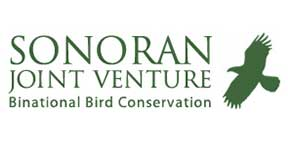 SONORAN
JOINT VENTURE
Binational Bird Conservation